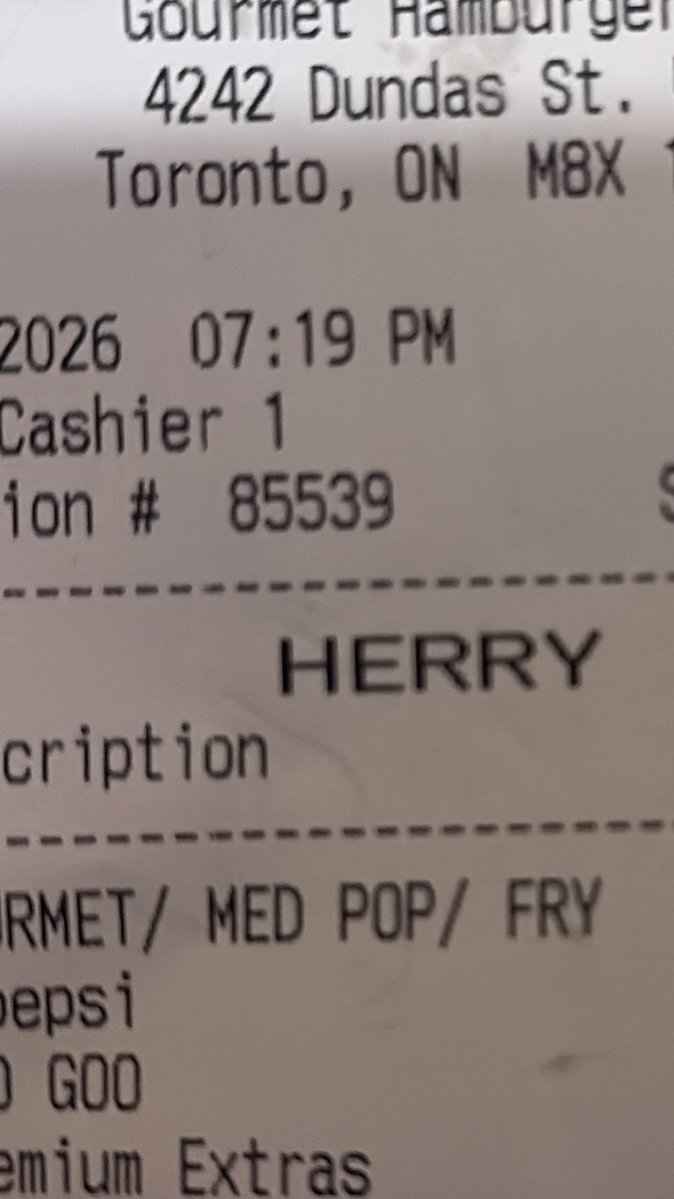 Gourmet Hamburger
4242 Dundas St.
Toronto, ON M8X
2026 07:19 PM
Cashier 1
ion # 85539
HERRY
cription
RMET/ MED POP/ FRY
pepsi
GOO
emium Extras